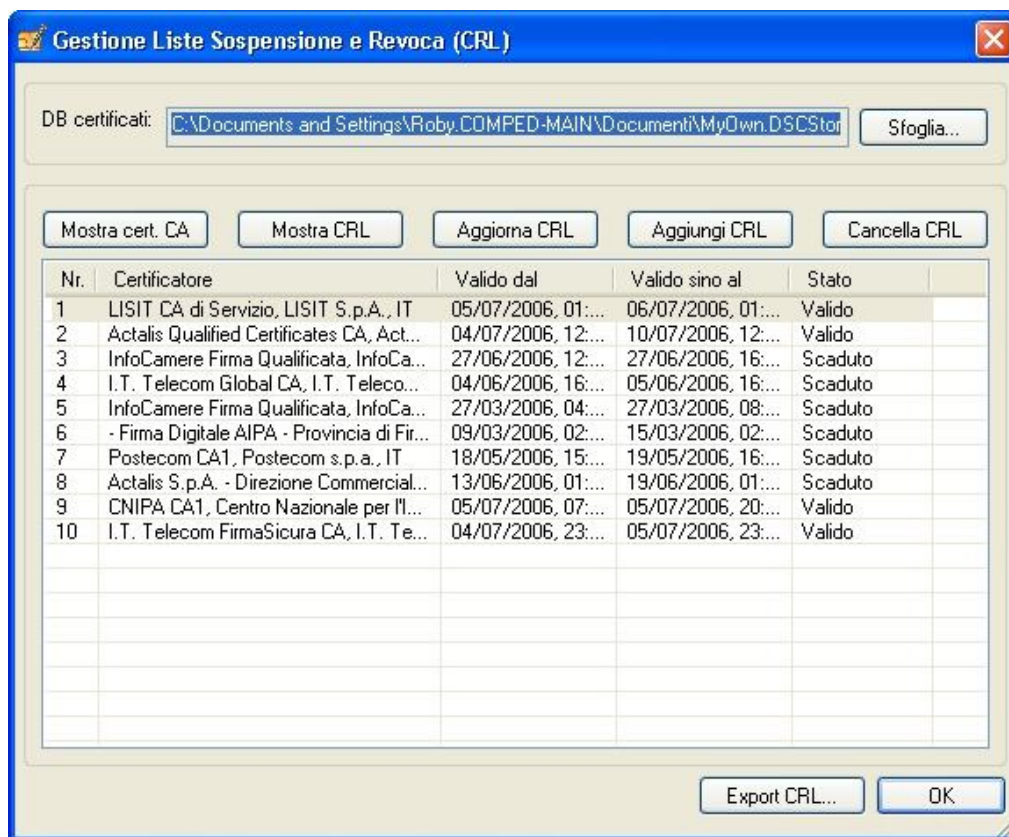 Gestione Liste Sospensione e Revoca (CRL)
DB certificati: C:\Documents and Settings\Roby.COMPED-MAIN\Documenti\MyOwn.DSCStor Sfoglia...
Mostra cert. CA Mostra CRL Aggiorna CRL Aggiungi CRL Cancella CRL
Nr. Certificatore Valido dal Valido sino al Stato
1 LISIT CA di Servizio, LISIT S.p.A., IT 05/07/2006, 01:... 06/07/2006, 01:... Valido
2 Actalis Qualified Certificates CA, Act... 04/07/2006, 12:... 10/07/2006, 12:... Valido
3 InfoCamere Firma Qualificata, InfoCa... 27/06/2006, 12:... 27/06/2006, 16:... Scaduto
4 I.T. Telecom Global CA, I.T. Teleco... 04/06/2006, 16:... 05/06/2006, 16:... Scaduto
5 InfoCamere Firma Qualificata, InfoCa... 27/03/2006, 04:... 27/03/2006, 08:... Scaduto
6 - Firma Digitale AIPA - Provincia di Fir... 09/03/2006, 02:... 15/03/2006, 02:... Scaduto
7 Postecom CA1, Postecom s.p.a., IT 18/05/2006, 15:... 19/05/2006, 16:... Scaduto
8 Actalis S.p.A. - Direzione Commercial... 13/06/2006, 01:... 19/06/2006, 01:... Scaduto
9 CNIPA CA1, Centro Nazionale per l'I... 05/07/2006, 07:... 05/07/2006, 20:... Valido
10 I.T. Telecom FirmaSicura CA, I.T. Te... 04/07/2006, 23:... 05/07/2006, 23:... Valido
Export CRL... OK